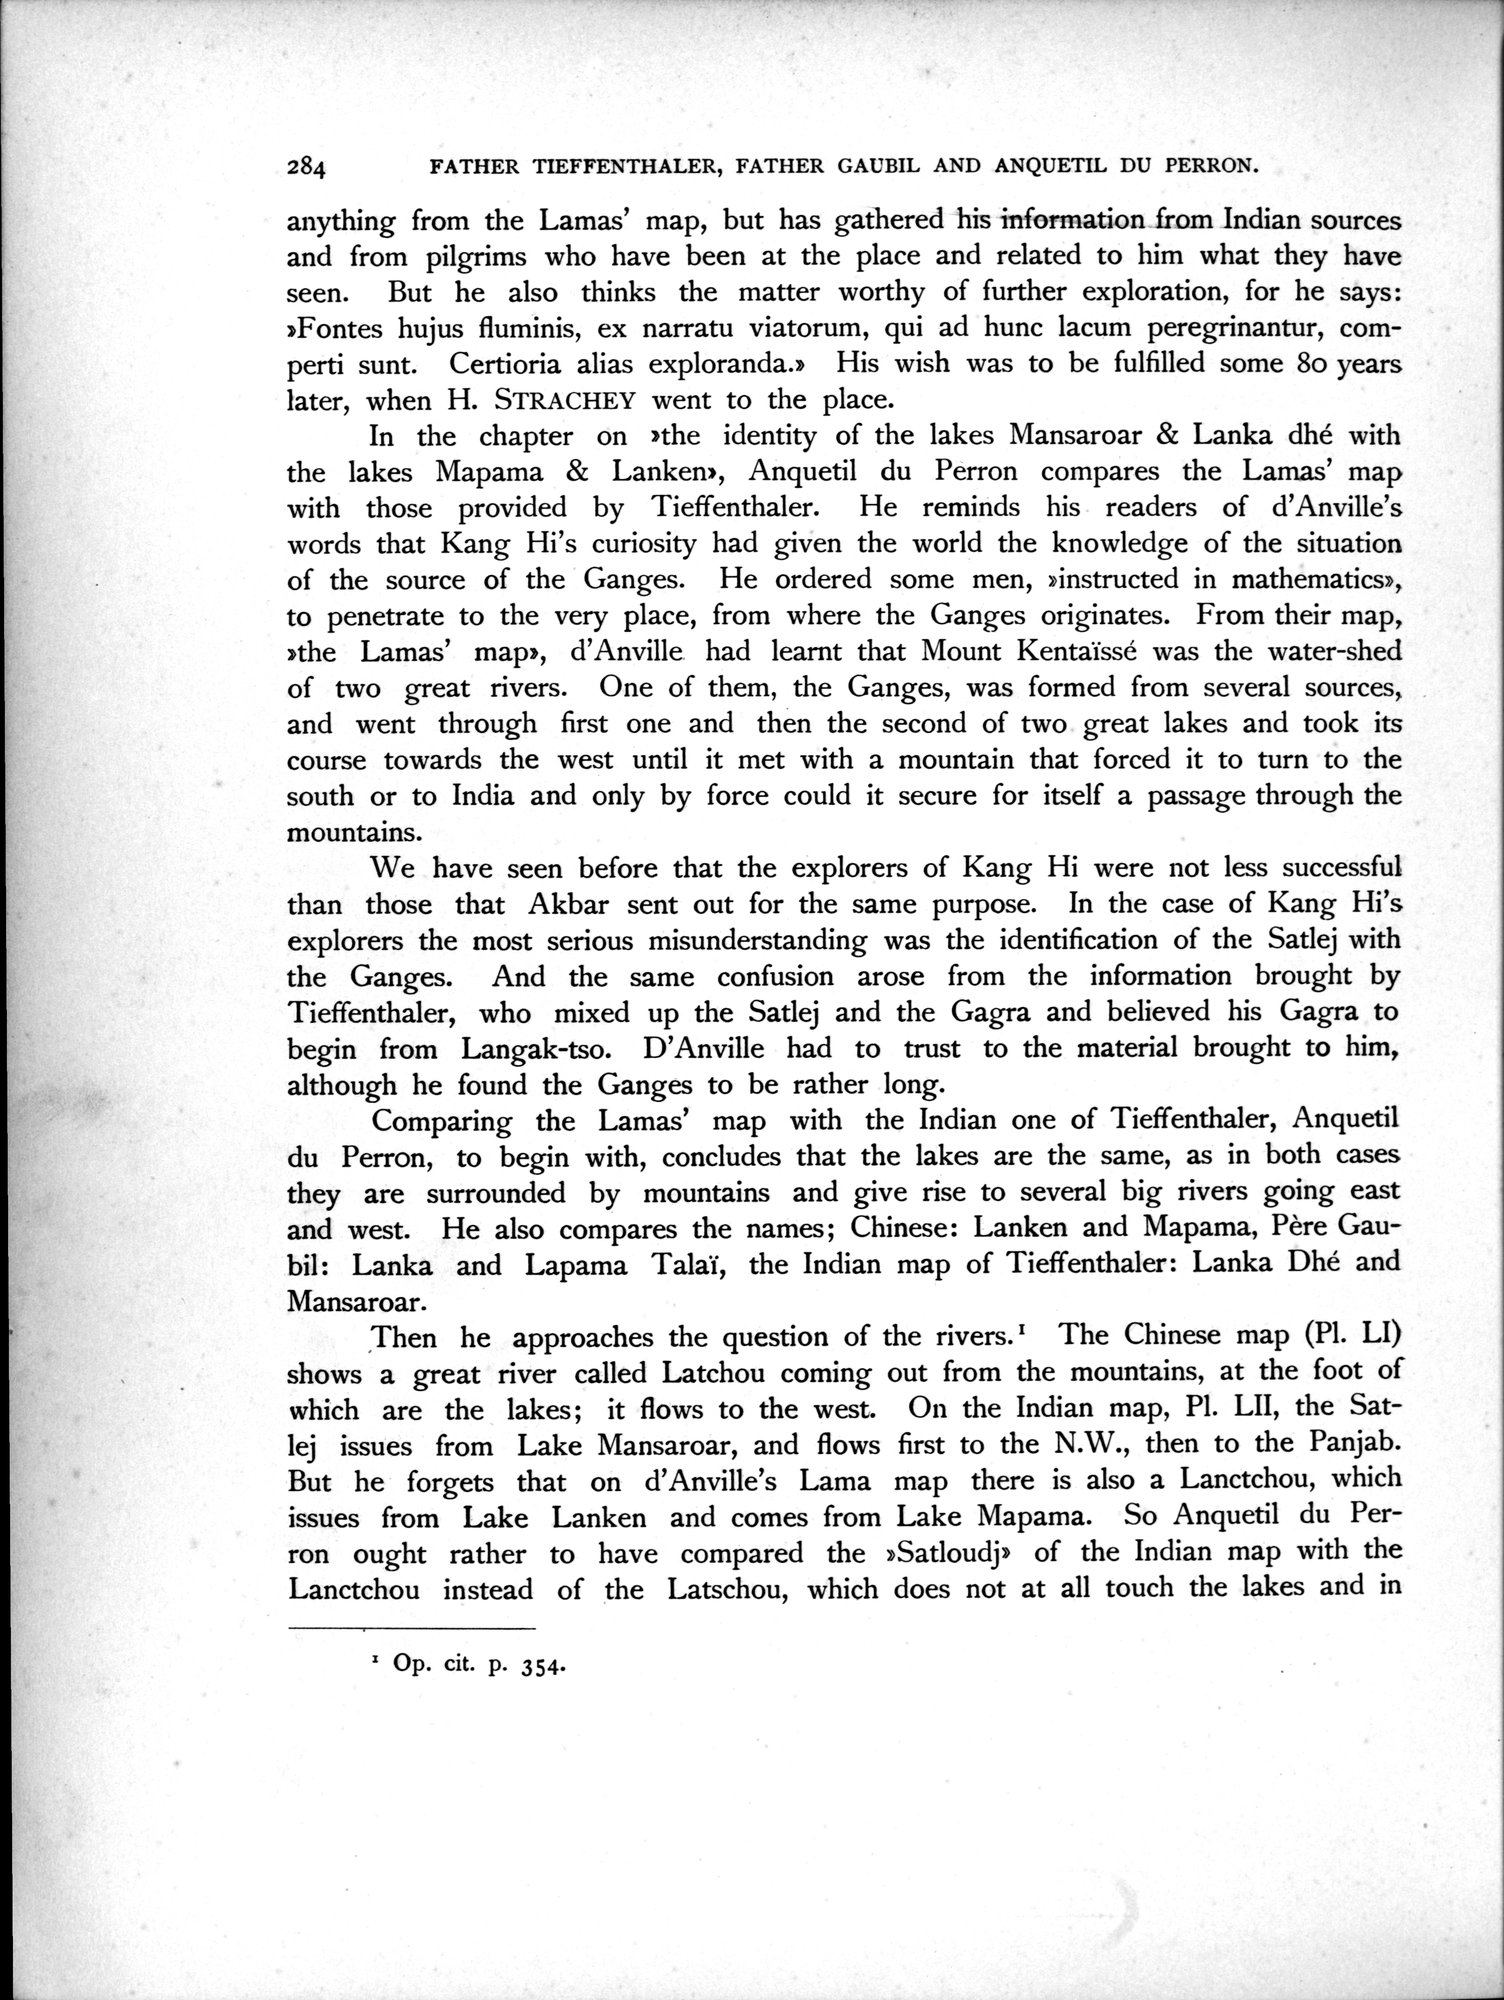 284 FATHER TIEFFENTHALER, FATHER GAUBIL AND ANQUETIL DU PERRON.
anything from the Lamas' map, but has gathered his information from Indian sources
and from pilgrims who have been at the place and related to him what they have
seen. But he also thinks the matter worthy of further exploration, for he says:
»Fontes hujus fluminis, ex narratu viatorum, qui ad hunc lacum peregrinantur, com-
perti sunt. Certioria alias exploranda.» His wish was to be fulfilled some 80 years
later, when H. STRACHEY went to the place.
In the chapter on »the identity of the lakes Mansaroar & Lanka dhé with
the lakes Mapama & Lanken», Anquetil du Perron compares the Lamas' map
with those provided by Tieffenthaler. He reminds his readers of d'Anville's
words that Kang Hi's curiosity had given the world the knowledge of the situation
of the source of the Ganges. He ordered some men, »instructed in mathematics»,
to penetrate to the very place, from where the Ganges originates. From their map,
»the Lamas' map», d'Anville had learnt that Mount Kentaïssé was the water-shed
of two great rivers. One of them, the Ganges, was formed from several sources,
and went through first one and then the second of two great lakes and took its
course towards the west until it met with a mountain that forced it to turn to the
south or to India and only by force could it secure for itself a passage through the
mountains.
We have seen before that the explorers of Kang Hi were not less successful
than those that Akbar sent out for the same purpose. In the case of Kang Hi's
explorers the most serious misunderstanding was the identification of the Satlej with
the Ganges. And the same confusion arose from the information brought by
Tieffenthaler, who mixed up the Satlej and the Gagra and believed his Gagra to
begin from Langak-tso. D'Anville had to trust to the material brought to him,
although he found the Ganges to be rather long.
Comparing the Lamas' map with the Indian one of Tieffenthaler, Anquetil
du Perron, to begin with, concludes that the lakes are the same, as in both cases
they are surrounded by mountains and give rise to several big rivers going east
and west. He also compares the names; Chinese: Lanken and Mapama, Père Gau-
bil: Lanka and Lapama Talaï, the Indian map of Tieffenthaler: Lanka Dhé and
Mansaroar.
Then he approaches the question of the rivers.¹ The Chinese map (Pl. LI)
shows a great river called Latchou coming out from the mountains, at the foot of
which are the lakes; it flows to the west. On the Indian map, Pl. LII, the Sat-
lej issues from Lake Mansaroar, and flows first to the N.W., then to the Panjab.
But he forgets that on d'Anville's Lama map there is also a Lanctchou, which
issues from Lake Lanken and comes from Lake Mapama. So Anquetil du Per-
ron ought rather to have compared the »Satloudj» of the Indian map with the
Lanctchou instead of the Latschou, which does not at all touch the lakes and in
¹ Op. cit. p. 354.